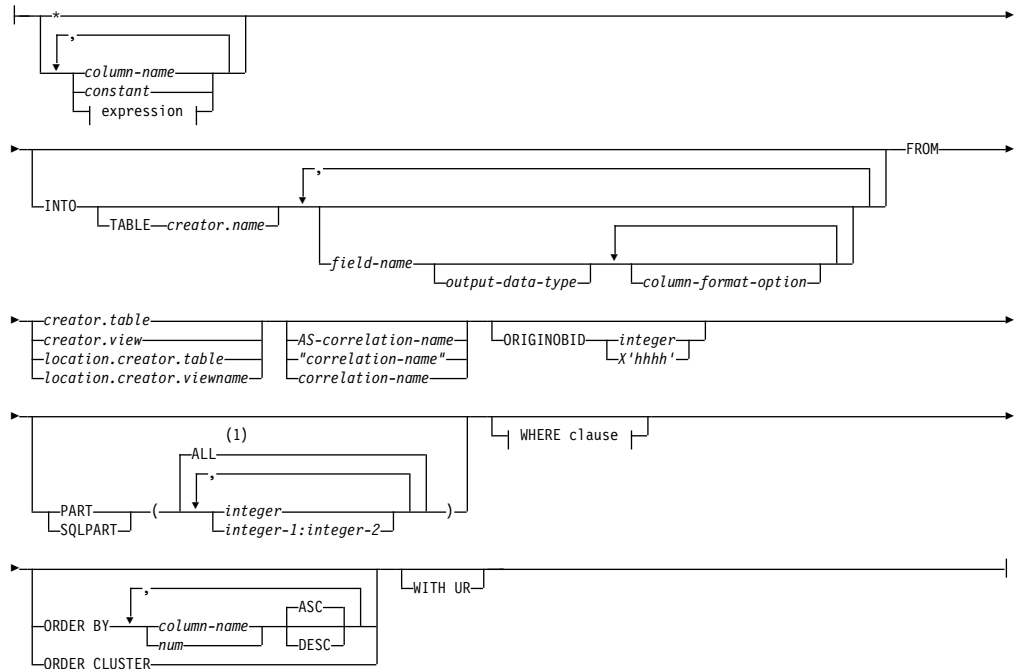 *
,
column-name
constant
expression
INTO
TABLE creator.name
,
field-name
output-data-type
column-format-option
FROM
creator.table
creator.view
location.creator.table
location.creator.viewname
AS-correlation-name
"correlation-name"
correlation-name
ORIGINOBID
integer
X'hhhh'
PART
SQLPART
(
(1)
ALL
,
integer
integer-1:integer-2
)
WHERE clause
ORDER BY
,
column-name
num
ASC
DESC
ORDER CLUSTER
WITH UR